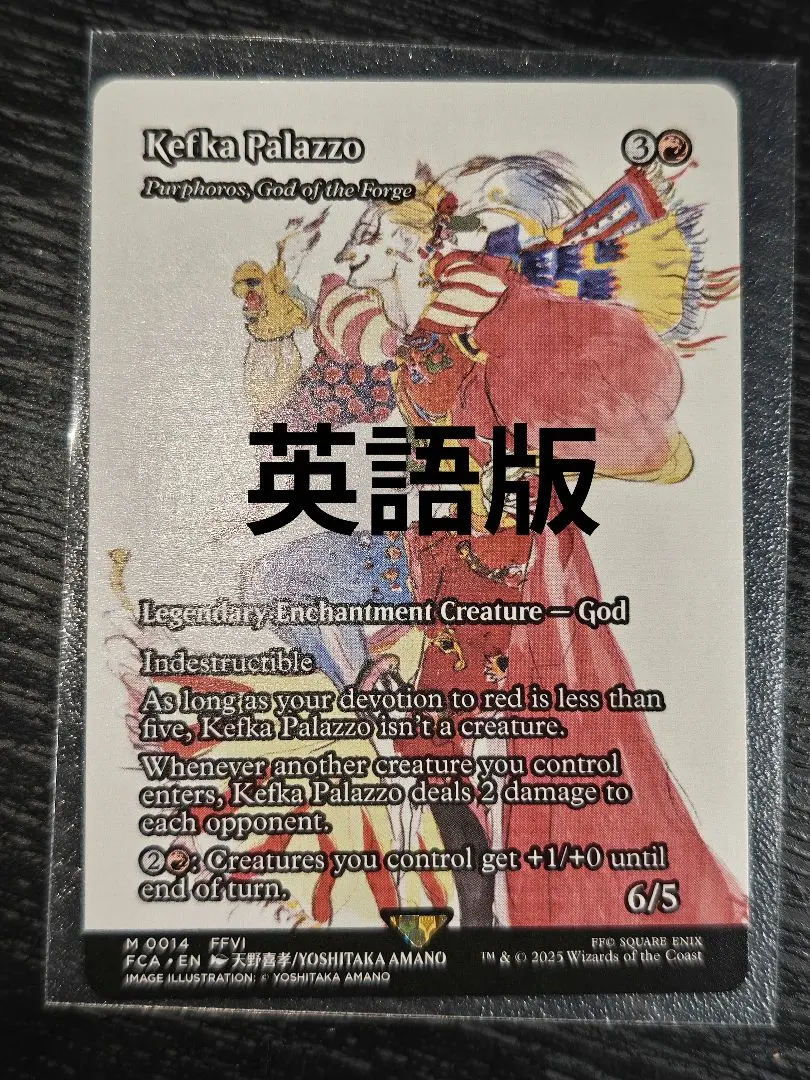 Kefka Palazzo
3
Purphoros, God of the Forge
英語版
Legendary Enchantment Creature — God
Indestructible
As long as your devotion to red is less than
five, Kefka Palazzo isn't a creature.
Whenever another creature you control
enters, Kefka Palazzo deals 2 damage to
each opponent.
2 : Creatures you control get +1/+0 until
end of turn.
6/5
M 0014 FFVI
FCA • EN 天野喜孝/YOSHITAKA AMANO
IMAGE ILLUSTRATION: © YOSHITAKA AMANO
FF© SQUARE ENIX
™ & © 2025 Wizards of the Coast